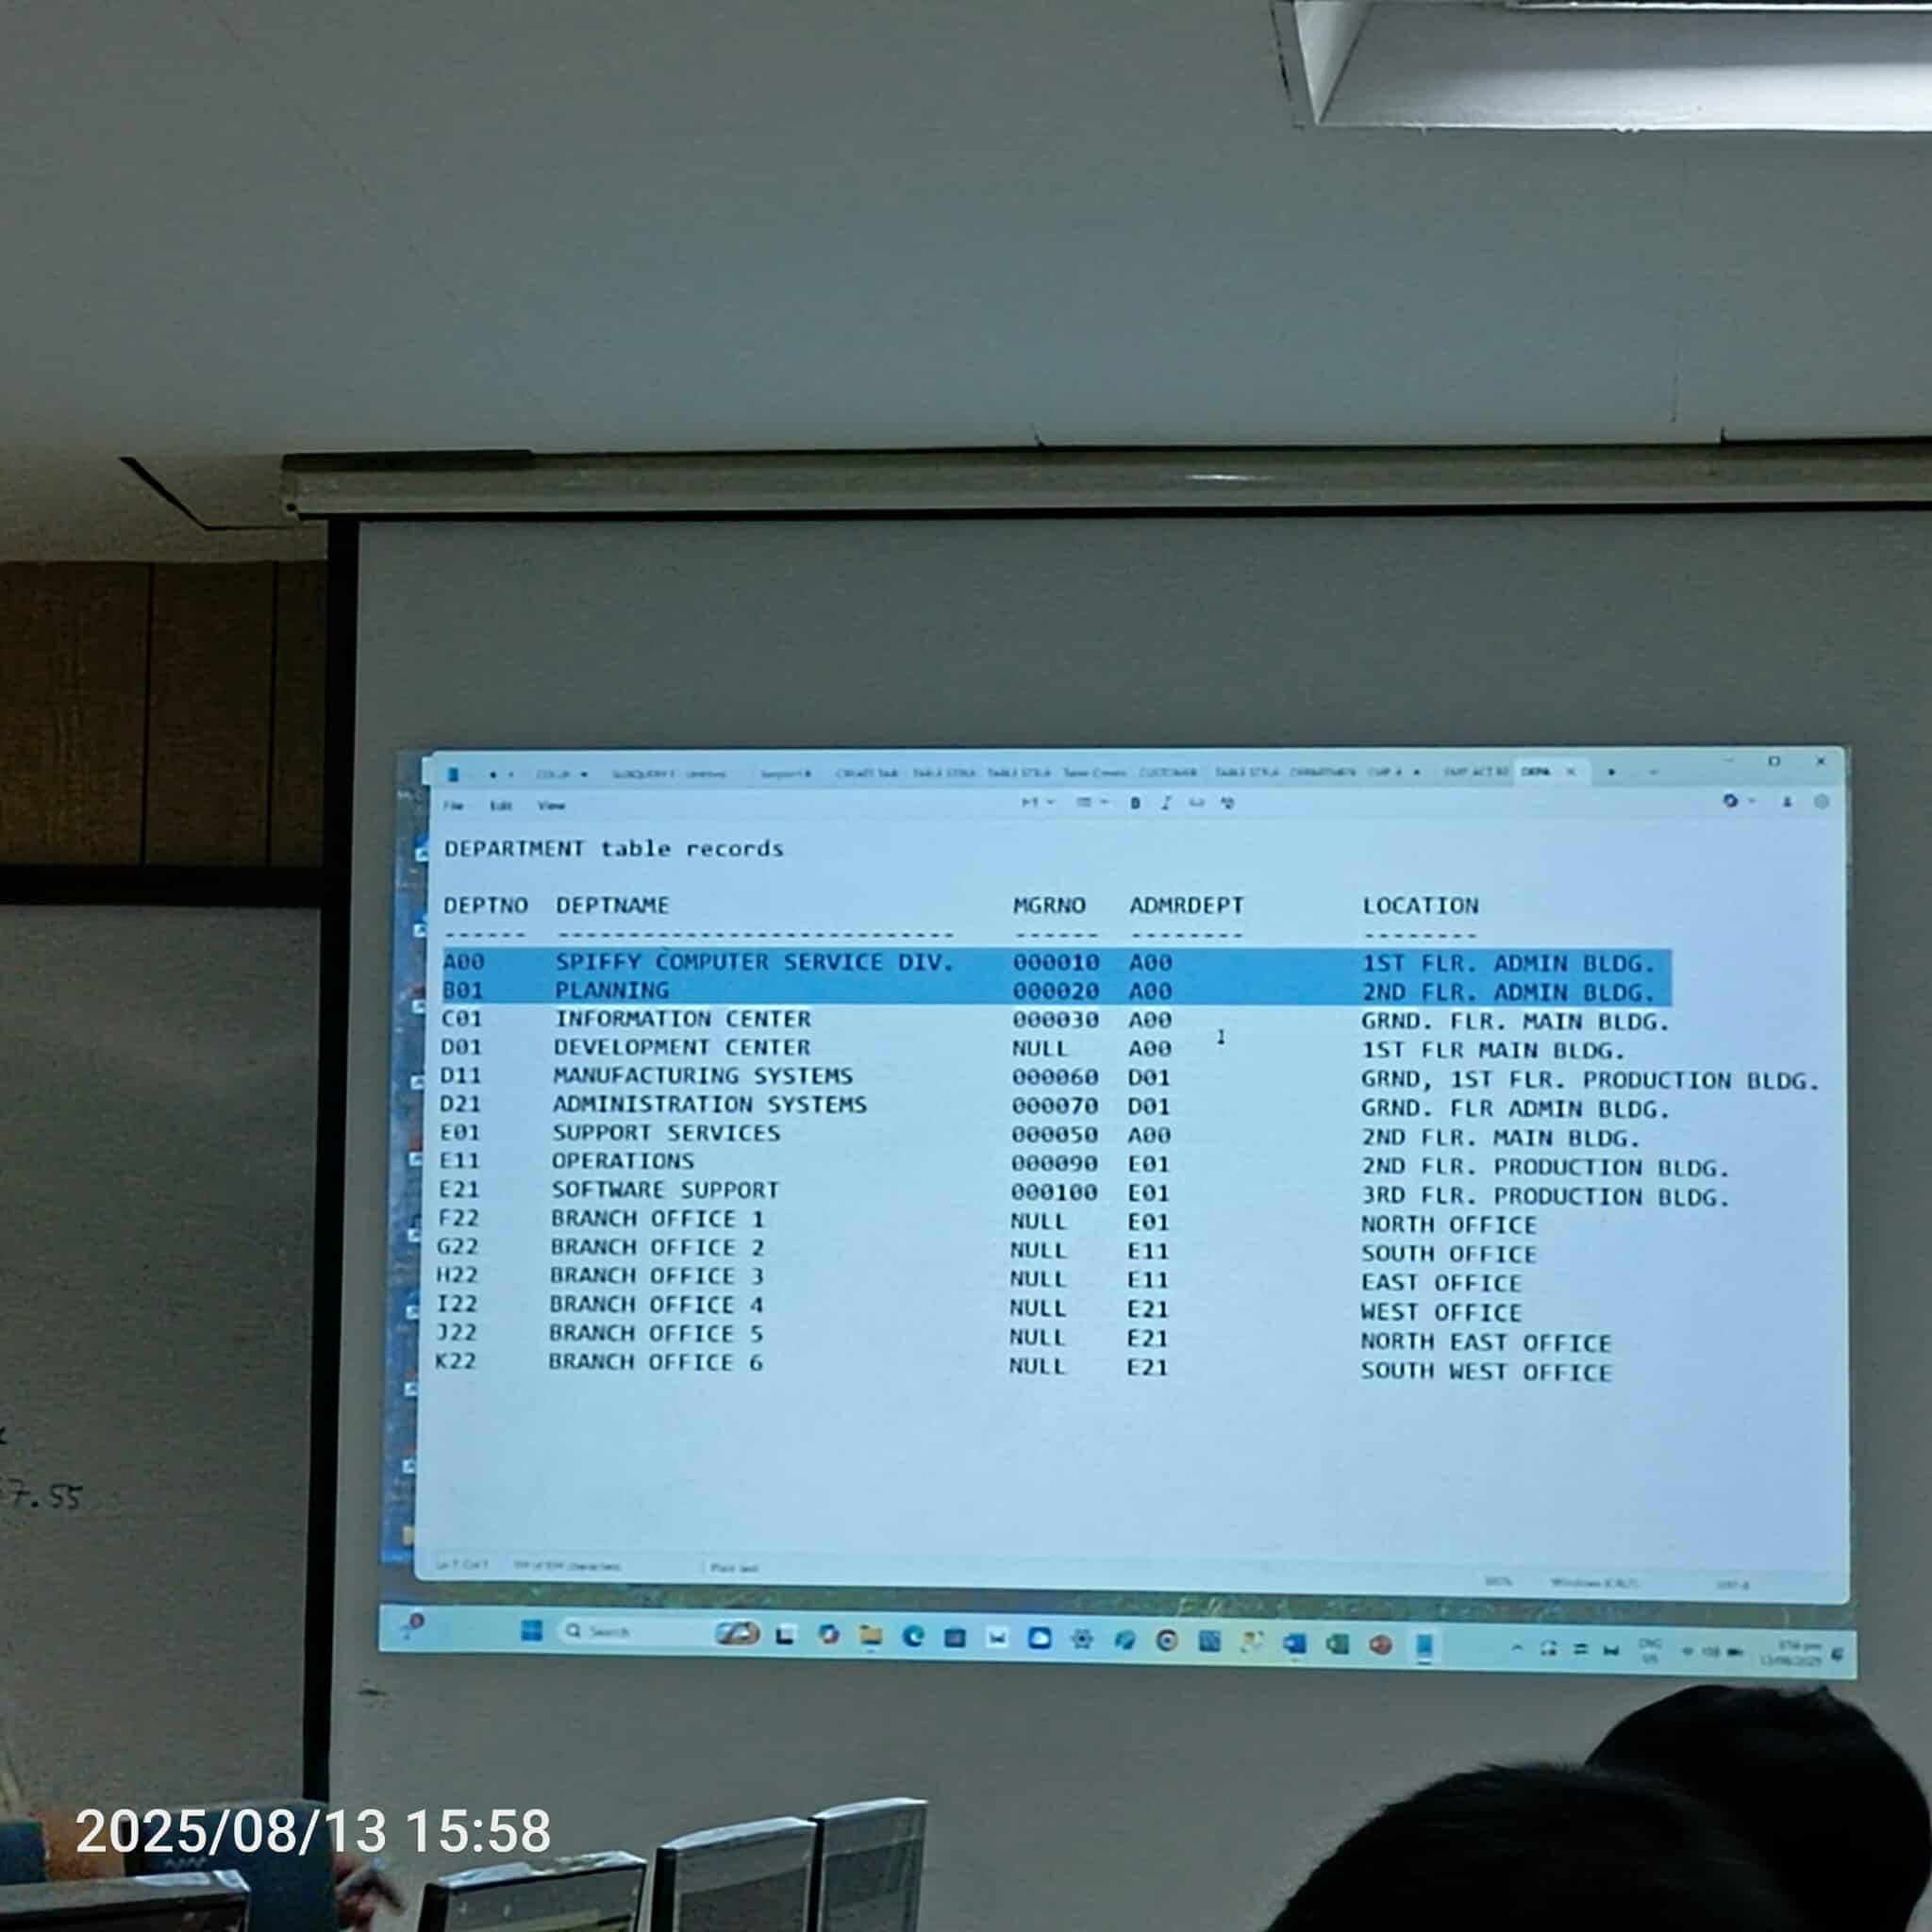 File Edit View
DEPARTMENT table records
DEPTNO DEPTNAME MGRNO ADMRDEPT LOCATION
------ ---------------------------- ------ -------- --------
A00 SPIFFY COMPUTER SERVICE DIV. 000010 A00 1ST FLR. ADMIN BLDG.
B01 PLANNING 000020 A00 2ND FLR. ADMIN BLDG.
C01 INFORMATION CENTER 000030 A00 GRND. FLR. MAIN BLDG.
D01 DEVELOPMENT CENTER NULL A00 1ST FLR MAIN BLDG.
D11 MANUFACTURING SYSTEMS 000060 D01 GRND, 1ST FLR. PRODUCTION BLDG.
D21 ADMINISTRATION SYSTEMS 000070 D01 GRND. FLR ADMIN BLDG.
E01 SUPPORT SERVICES 000050 A00 2ND FLR. MAIN BLDG.
E11 OPERATIONS 000090 E01 2ND FLR. PRODUCTION BLDG.
E21 SOFTWARE SUPPORT 000100 E01 3RD FLR. PRODUCTION BLDG.
F22 BRANCH OFFICE 1 NULL E01 NORTH OFFICE
G22 BRANCH OFFICE 2 NULL E11 SOUTH OFFICE
H22 BRANCH OFFICE 3 NULL E11 EAST OFFICE
I22 BRANCH OFFICE 4 NULL E21 WEST OFFICE
J22 BRANCH OFFICE 5 NULL E21 NORTH EAST OFFICE
K22 BRANCH OFFICE 6 NULL E21 SOUTH WEST OFFICE
7.55
Plain text
Search
2025/08/13 15:58